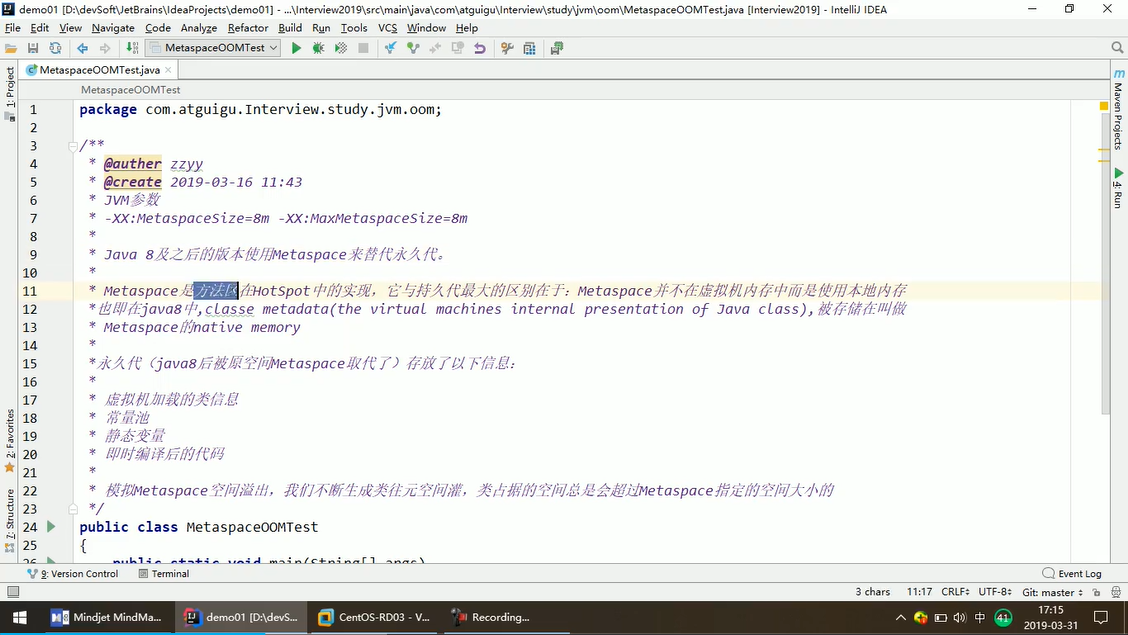 demo01 [D:\devSoft\JetBrains\IdeaProjects\demo01] - ...\Interview2019\src\main\java\com\atguigu\Interview\study\jvm\oom\MetaspaceOOMTest.java [Interview2019] - IntelliJ IDEA
File Edit View Navigate Code Analyze Refactor Build Run Tools VCS Window Help
MetaspaceOOMTest
MetaspaceOOMTest.java
MetaspaceOOMTest
1: Project
2: Favorites
7: Structure
Maven Projects
4: Run
1 package com.atguigu.Interview.study.jvm.oom;
2
3 /**
4 * @auther zzyy
5 * @create 2019-03-16 11:43
6 * JVM参数
7 * -XX:MetaspaceSize=8m -XX:MaxMetaspaceSize=8m
8 *
9 * Java 8及之后的版本使用Metaspace来替代永久代。
10 *
11 * Metaspace是方法区在HotSpot中的实现，它与持久代最大的区别在于：Metaspace并不在虚拟机内存中而是使用本地内存
12 *也即在java8中,classe metadata(the virtual machines internal presentation of Java class),被存储在叫做
13 * Metaspace的native memory
14 *
15 *永久代（java8后被原空间Metaspace取代了）存放了以下信息：
16 *
17 * 虚拟机加载的类信息
18 * 常量池
19 * 静态变量
20 * 即时编译后的代码
21 *
22 * 模拟Metaspace空间溢出，我们不断生成类往元空间灌，类占据的空间总是会超过Metaspace指定的空间大小的
23 */
24 public class MetaspaceOOMTest
25 {
26 public static void main(String[] args)
9: Version Control Terminal Event Log
3 chars 11:17 CRLF UTF-8 Git: master
Mindjet MindMa... demo01 [D:\devS... CentOS-RD03 - V... Recording...
中 41 17:15
2019-03-31